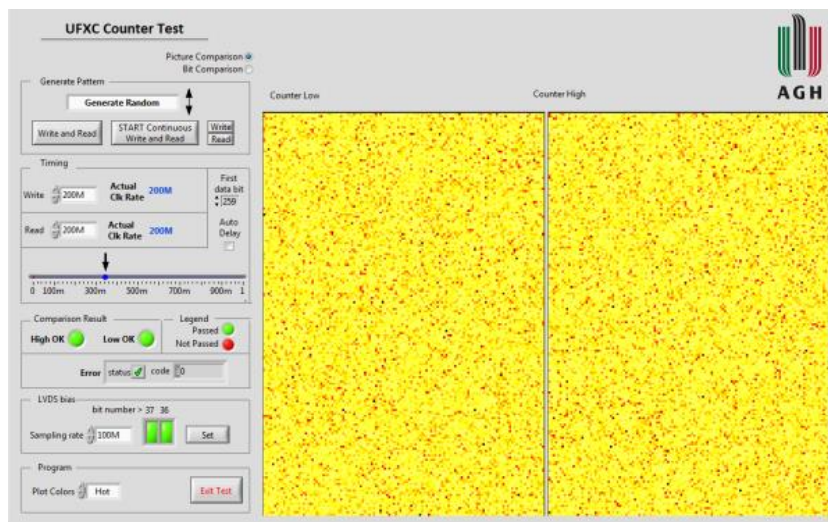 UFXC Counter Test
Picture Comparison
Bit Comparison
Generate Pattern
Generate Random
Write and Read
START Continuous
Write and Read
Write
Read
Timing
Write 200M Actual Clk Rate 200M
First data bit
259
Read 200M Actual Clk Rate 200M
Auto Delay
0 100m 300m 500m 700m 900m 1
Comparison Result
High OK Low OK
Legend
Passed
Not Passed
Error status code 0
LVDS bias
bit number > 37 36
Sampling rate 100M Set
Program
Plot Colors Hot Exit Test
Counter Low
Counter High
AGH